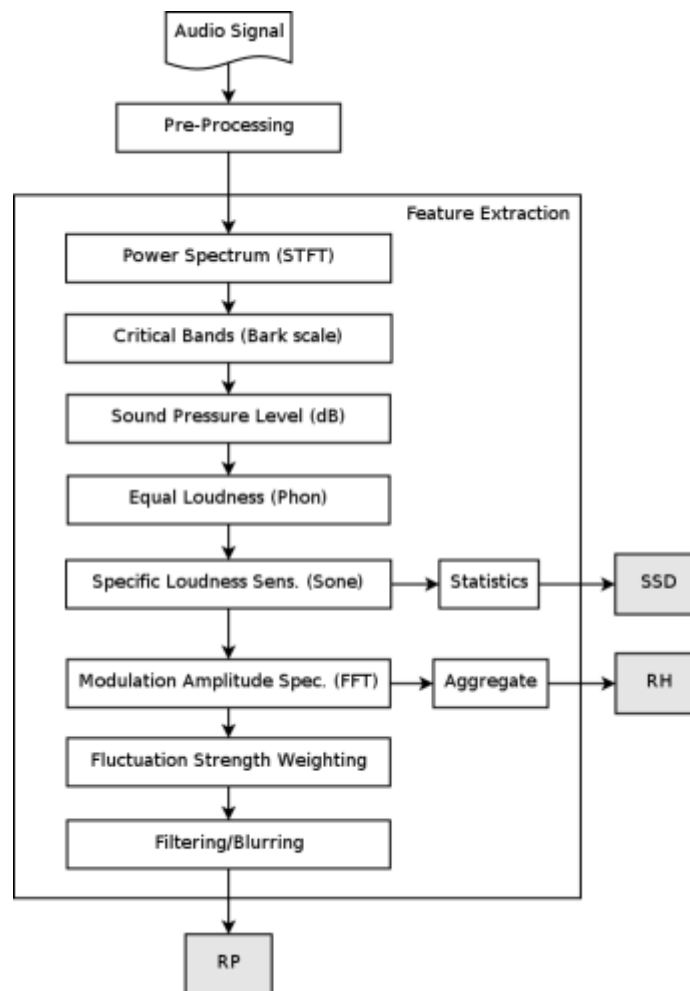 Audio Signal
Pre-Processing
Feature Extraction
Power Spectrum (STFT)
Critical Bands (Bark scale)
Sound Pressure Level (dB)
Equal Loudness (Phon)
Specific Loudness Sens. (Sone)
Statistics
SSD
Modulation Amplitude Spec. (FFT)
Aggregate
RH
Fluctuation Strength Weighting
Filtering/Blurring
RP